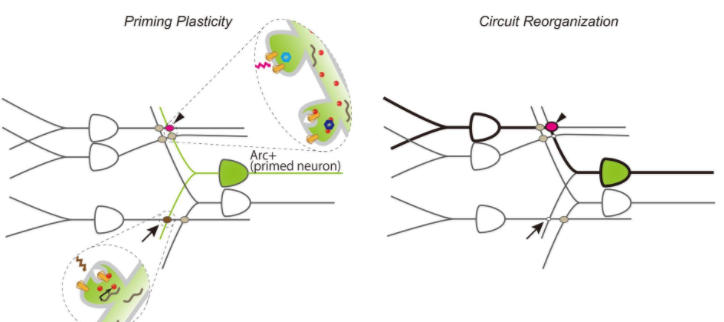 Priming Plasticity
Circuit Reorganization
Arc+
(primed neuron)